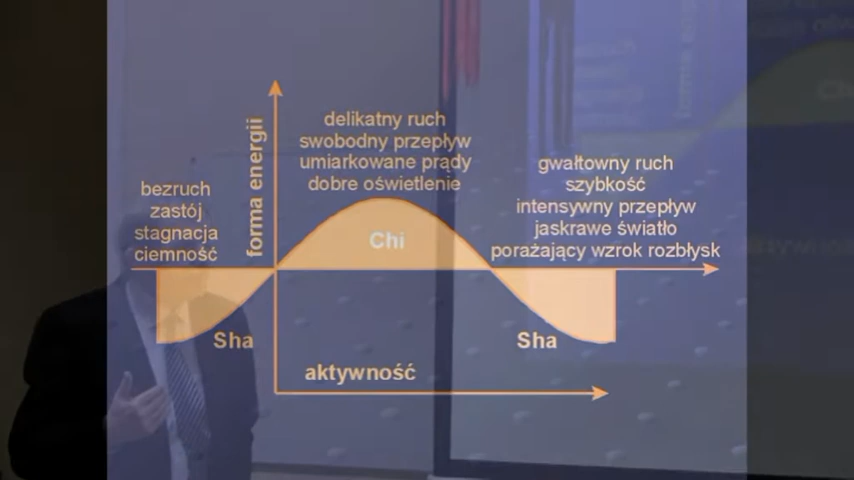 forma energii
bezruch
zastój
stagnacja
ciemność
delikatny ruch
swobodny przepływ
umiarkowane prądy
dobre oświetlenie
gwałtowny ruch
szybkość
intensywny przepływ
jaskrawe światło
porażający wzrok rozbłysk
Chi
Sha
Sha
aktywność